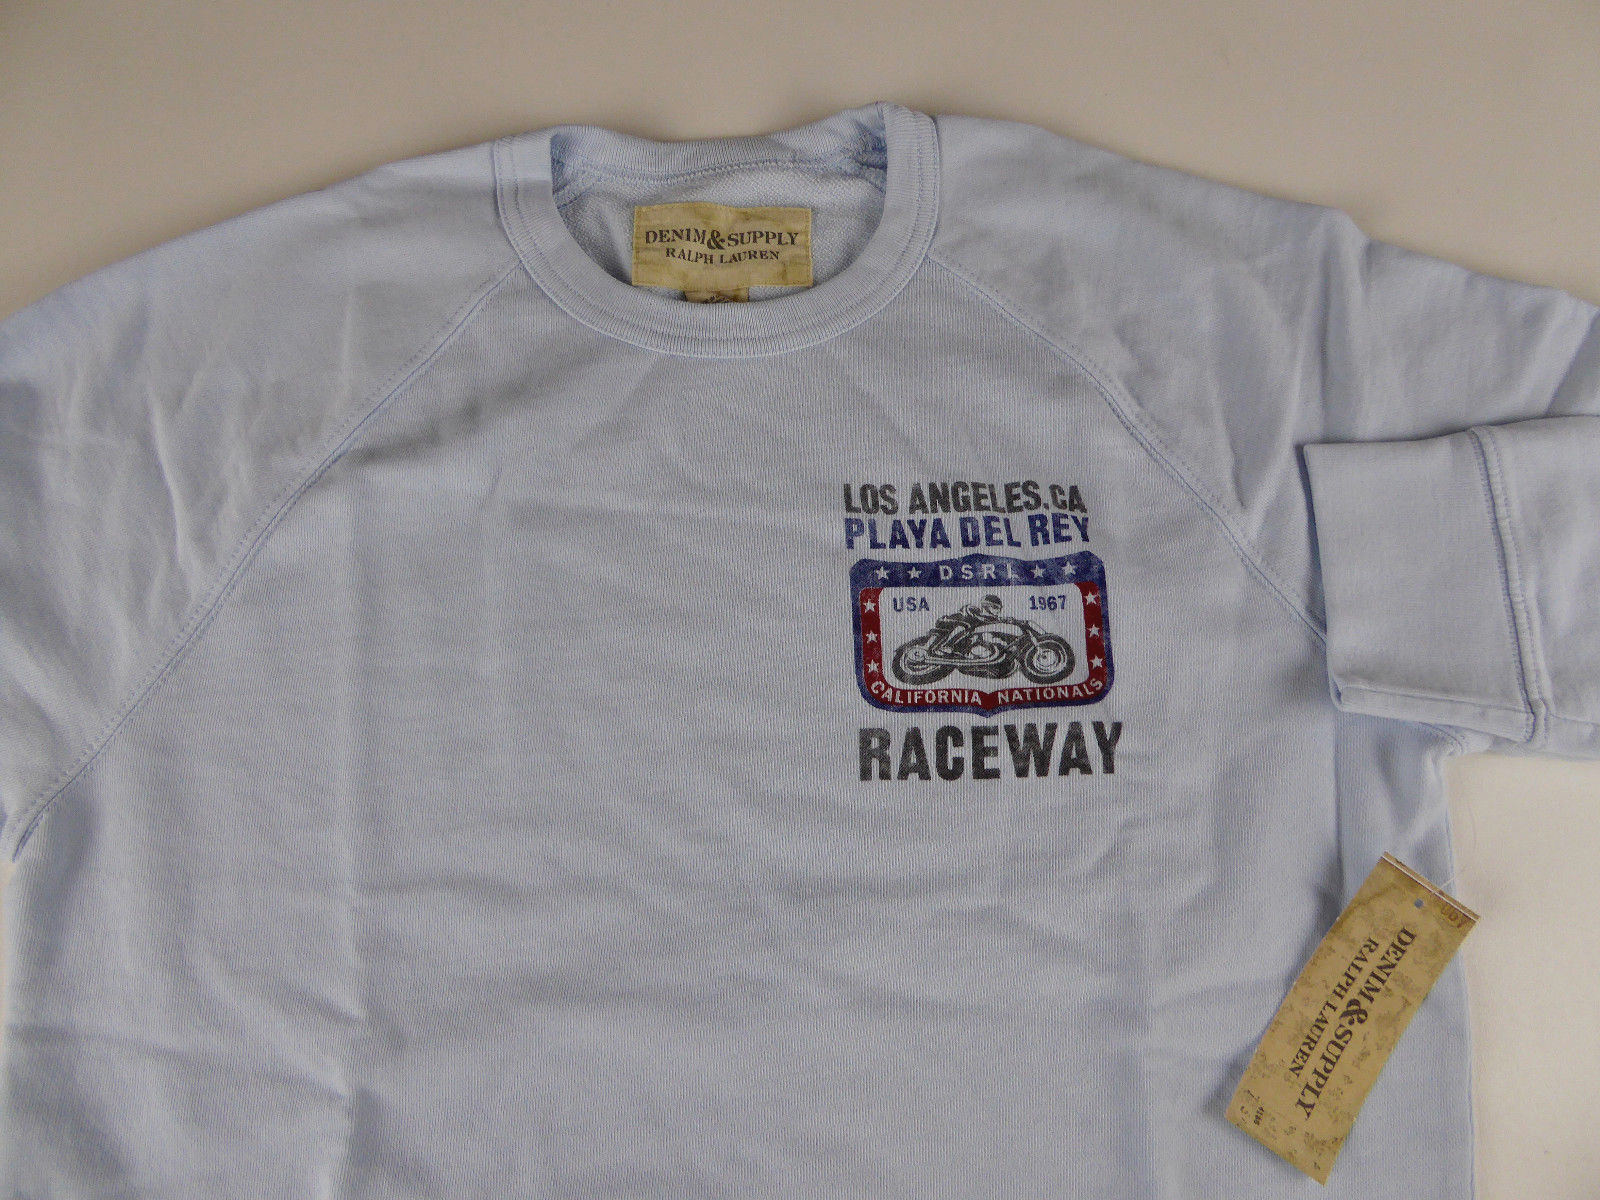 DENIM&SUPPLY
RALPH LAUREN
LOS ANGELES.CA
PLAYA DEL REY
DSRL
USA 1967
CALIFORNIA NATIONALS
RACEWAY
DENIM&SUPPLY
RALPH LAUREN